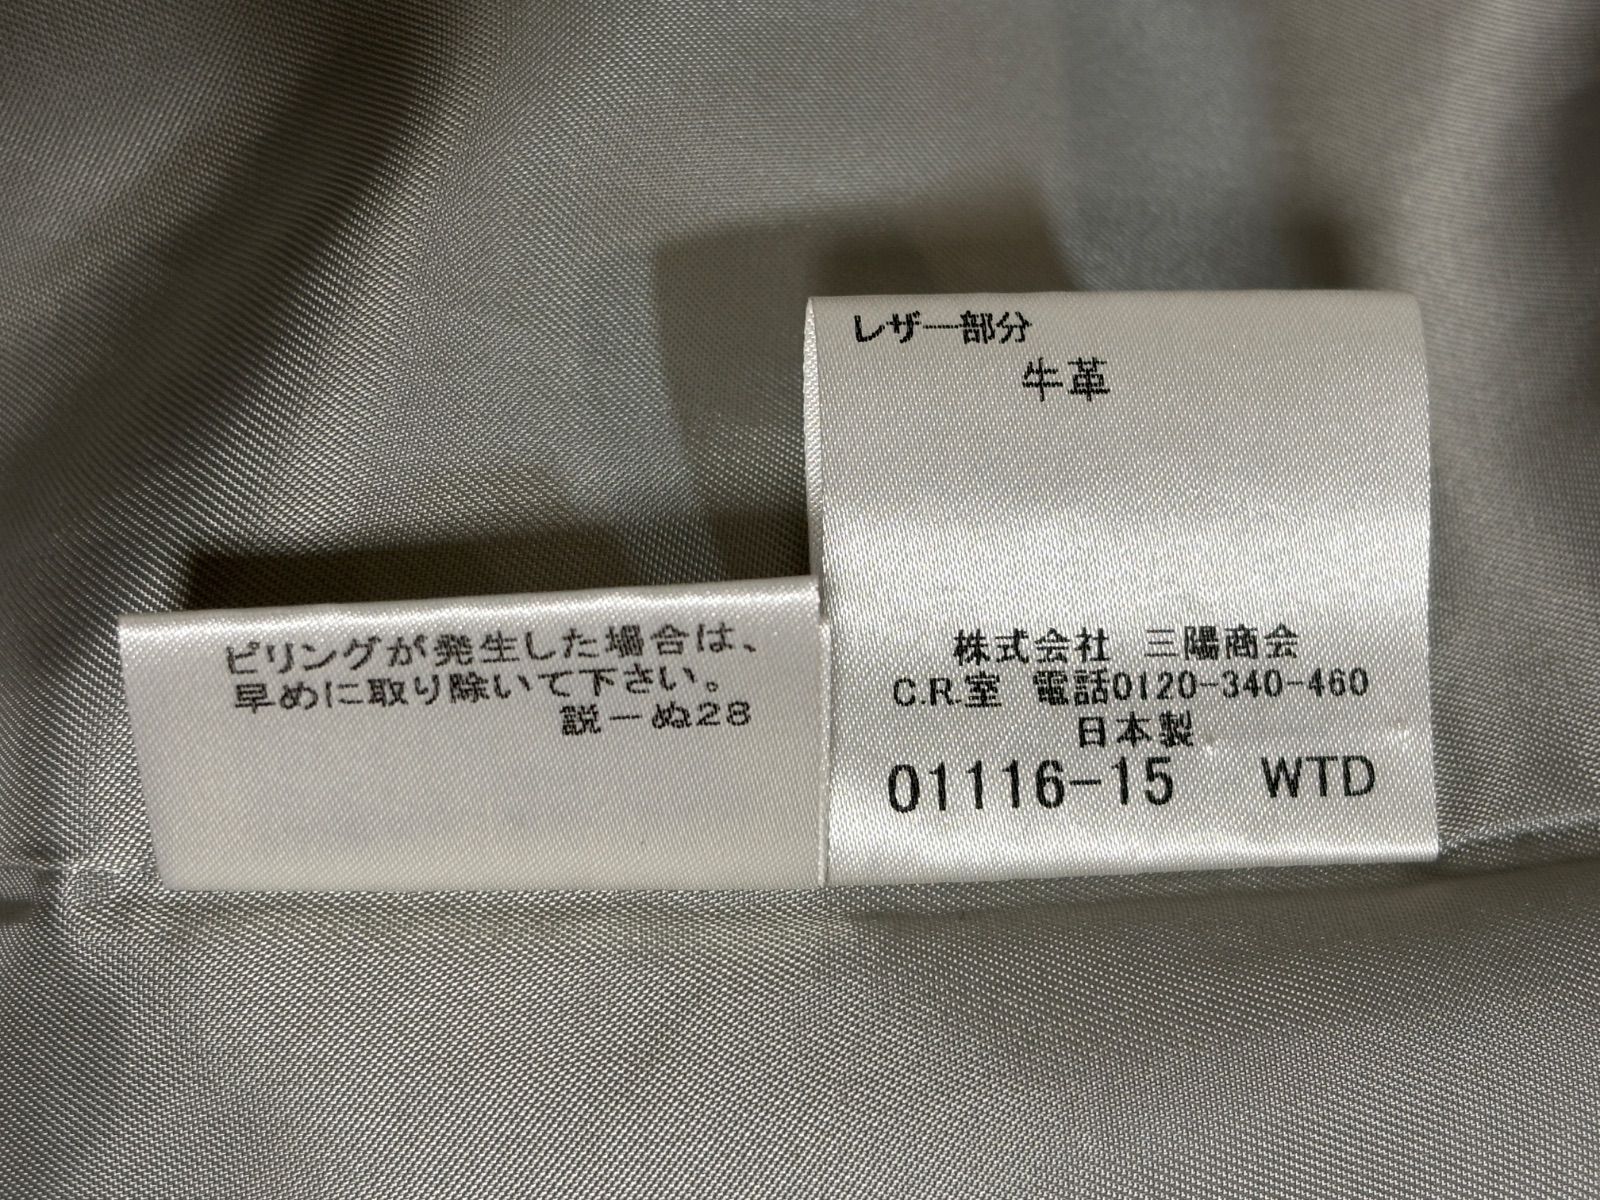 レザー部分
牛革
株式会社 三陽商会
C.R.室 電話0120-340-460
日本製
01116-15 WTD
ピリングが発生した場合は、
早めに取り除いて下さい。
説-ぬ28